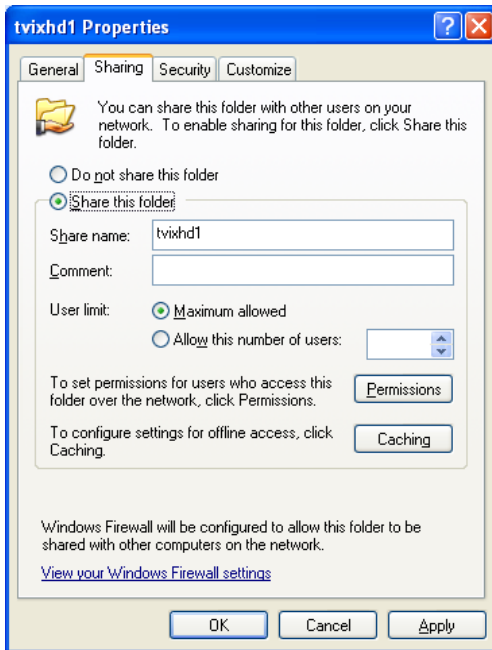 tvixhd1 Properties
General Sharing Security Customize
You can share this folder with other users on your
network. To enable sharing for this folder, click Share this
folder.
Do not share this folder
Share this folder
Share name: tvixhd1
Comment:
User limit: Maximum allowed
Allow this number of users:
To set permissions for users who access this
folder over the network, click Permissions.
Permissions
To configure settings for offline access, click
Caching.
Caching
Windows Firewall will be configured to allow this folder to be
shared with other computers on the network.
View your Windows Firewall settings
OK Cancel Apply